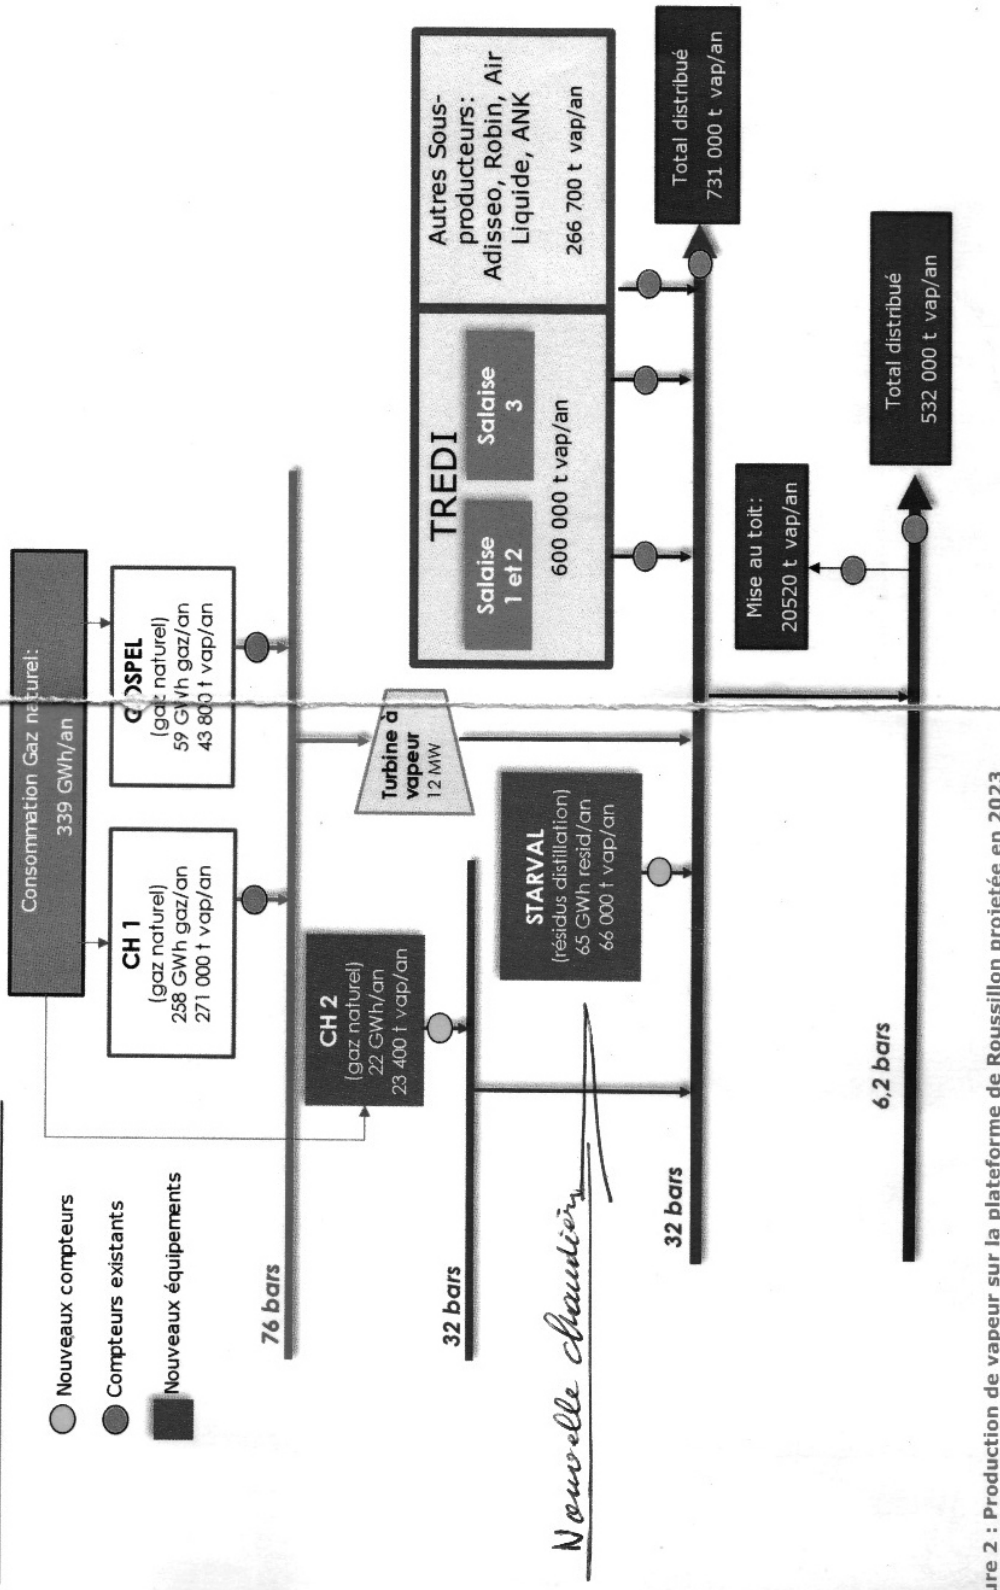 Consommation Gaz naturel:
339 GWh/an
Nouveaux compteurs
Compteurs existants
Nouveaux équipements
CH 1
(gaz naturel)
258 GWh gaz/an
271 000 t vap/an
(gaz naturel)
59 GWh gaz/an
43 800 t vap/an
76 bars
CH 2
(gaz naturel)
22 GWh/an
23 400 t vap/an
Turbine à
vapeur
12 MW
TREDI
Salaise
1 et 2
Salaise
3
600 000 t vap/an
Autres Sous-
producteurs:
Adisseo, Robin, Air
Liquide, ANK
266 700 t vap/an
32 bars
STARVAL
(résidus distillation)
65 GWh resid/an
66 000 t vap/an
Nouvelle chaudière
32 bars
Total distribué
731 000 t vap/an
Mise au toit:
20520 t vap/an
6,2 bars
Total distribué
532 000 t vap/an
ure 2 : Production de vapeur sur la plateforme de Roussillon projetée en 2023